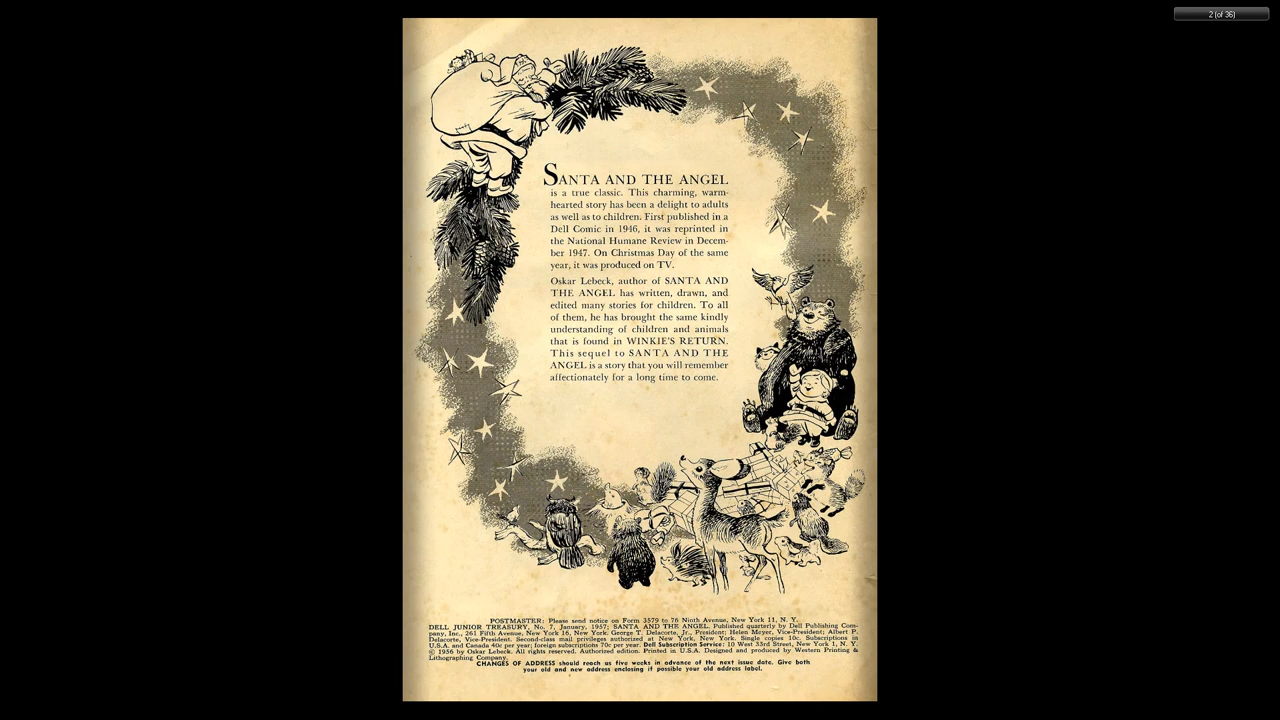 2 (of 36)
SANTA AND THE ANGEL
is a true classic. This charming, warm-
hearted story has been a delight to adults
as well as to children. First published in a
Dell Comic in 1946, it was reprinted in
the National Humane Review in Decem-
ber 1947. On Christmas Day of the same
year, it was produced on TV.
Oskar Lebeck, author of SANTA AND
THE ANGEL has written, drawn, and
edited many stories for children. To all
of them, he has brought the same kindly
understanding of children and animals
that is found in WINKIE'S RETURN.
This sequel to SANTA AND THE
ANGEL is a story that you will remember
affectionately for a long time to come.
POSTMASTER: Please send notice on Form 3579 to 76 Ninth Avenue, New York 11, N. Y.
DELL JUNIOR TREASURY, No. 7, January, 1957; SANTA AND THE ANGEL. Published quarterly by Dell Publishing Com-
pany, Inc., 261 Fifth Avenue, New York 16, New York. George T. Delacorte, Jr., President; Helen Meyer, Vice-President; Albert P.
Delacorte, Vice-President. Second-class mail privileges authorized at New York, New York. Single copies 10c. Subscriptions in
U.S.A. and Canada 40c per year; foreign subscriptions 70c per year. Dell Subscription Service: 10 West 33rd Street, New York 1, N. Y.
© 1956 by Oskar Lebeck. All rights reserved. Authorized edition. Printed in U.S.A. Designed and produced by Western Printing &
Lithographing Company.
CHANGES OF ADDRESS should reach us five weeks in advance of the next issue date. Give both
your old and new address enclosing if possible your old address label.